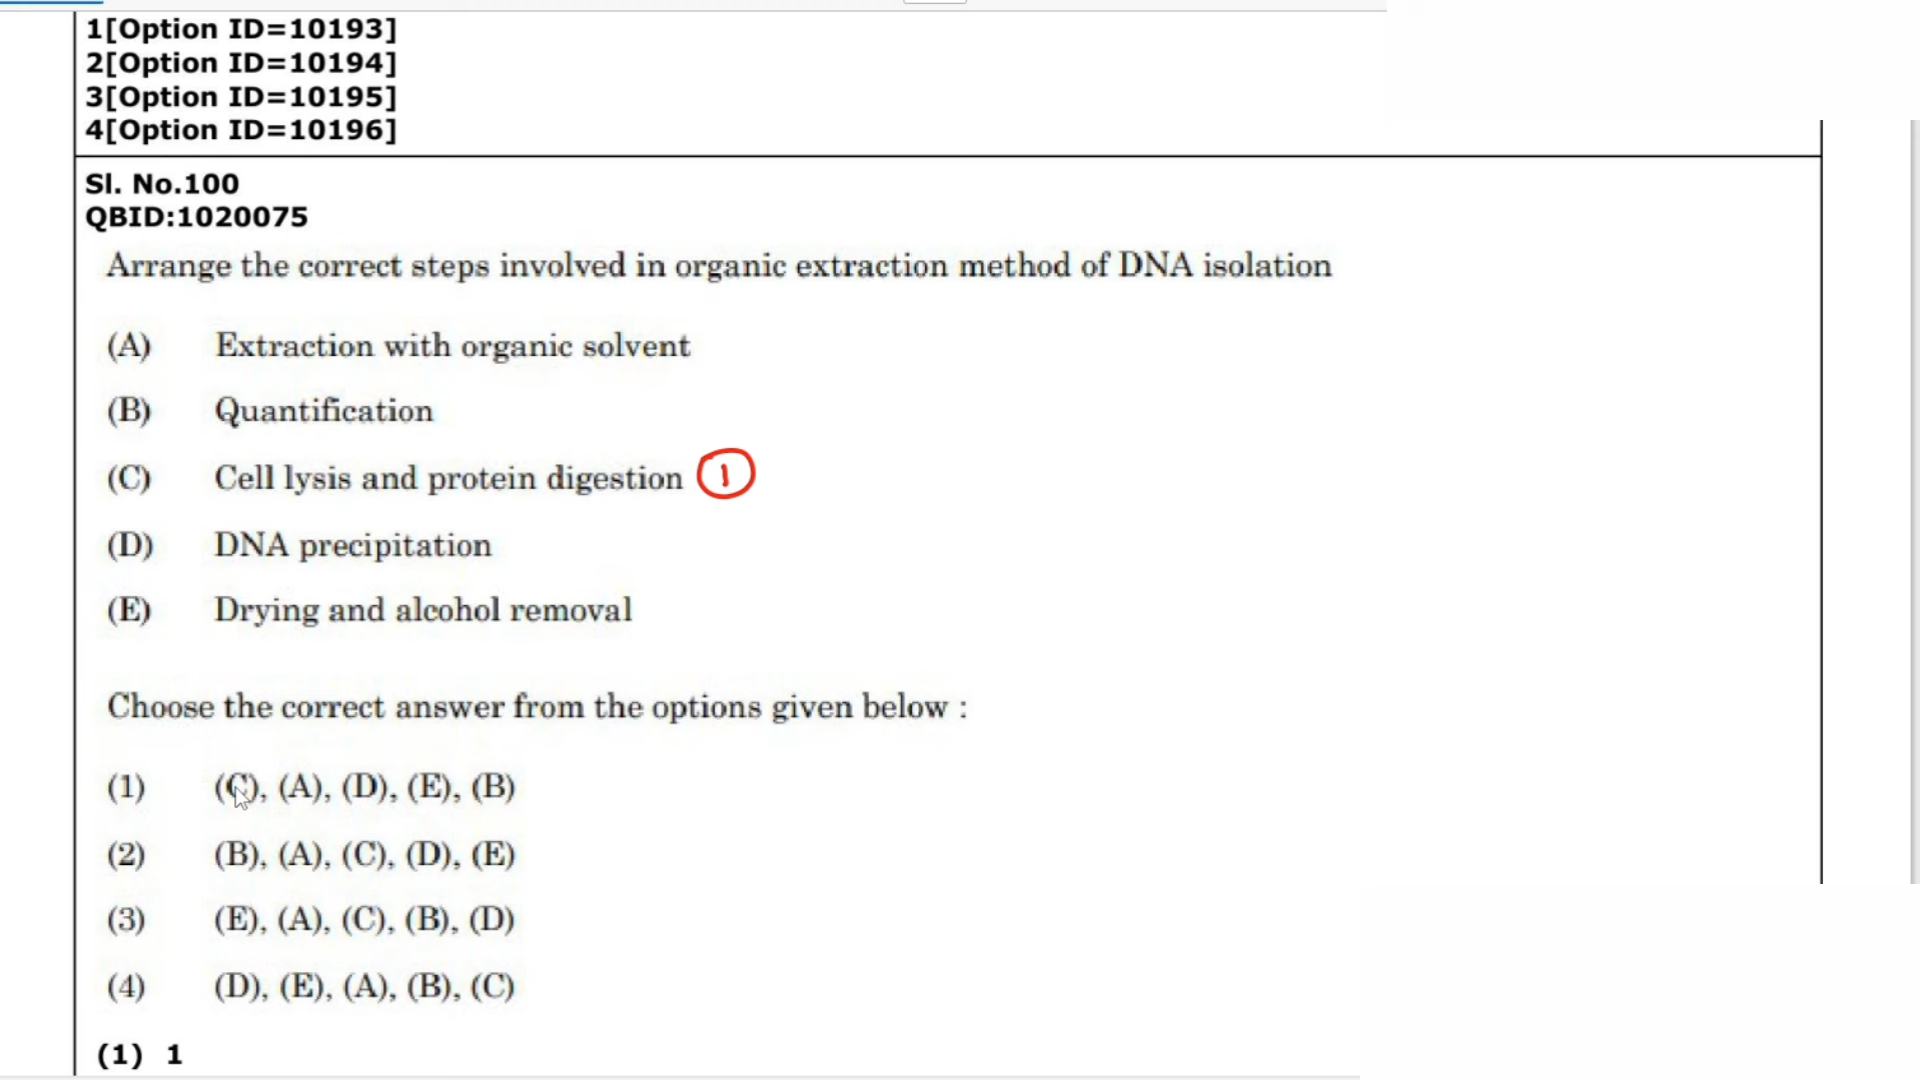 1[Option ID=10193]
2[Option ID=10194]
3[Option ID=10195]
4[Option ID=10196]
Sl. No.100
QBID:1020075
Arrange the correct steps involved in organic extraction method of DNA isolation
(A) Extraction with organic solvent
(B) Quantification
(C) Cell lysis and protein digestion 1
(D) DNA precipitation
(E) Drying and alcohol removal
Choose the correct answer from the options given below :
(1) (C), (A), (D), (E), (B)
(2) (B), (A), (C), (D), (E)
(3) (E), (A), (C), (B), (D)
(4) (D), (E), (A), (B), (C)
(1) 1